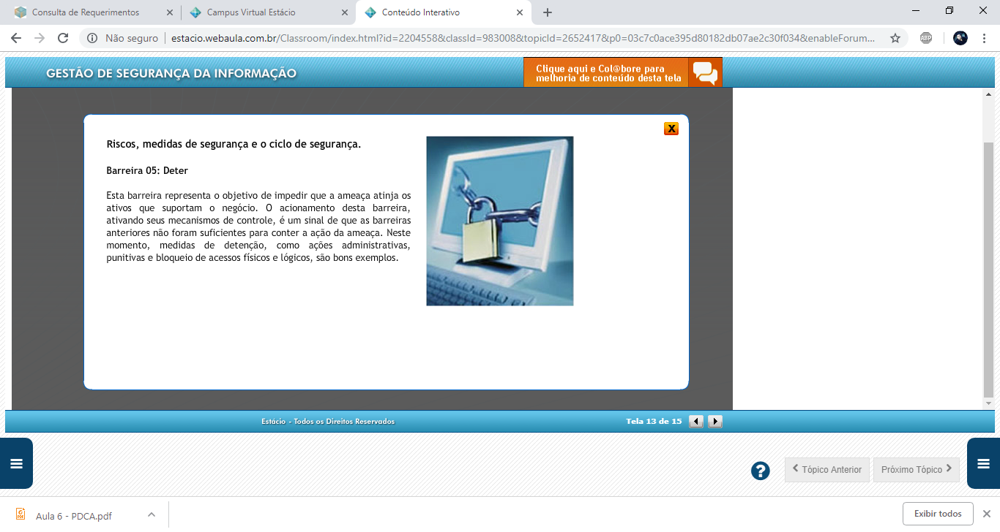 Consulta de Requerimentos
Campus Virtual Estácio
Conteúdo Interativo
Não seguro
estacio.webaula.com.br/Classroom/index.html?id=2204558&classId=983008&topicId=2652417&p0=03c7c0ace395d80182db07ae2c30f034&enableForum...
ABP
GESTÃO DE SEGURANÇA DA INFORMAÇÃO
Clique aqui e Col@bore para
melhoria de conteúdo desta tela
X
Riscos, medidas de segurança e o ciclo de segurança.
Barreira 05: Deter
Esta barreira representa o objetivo de impedir que a ameaça atinja os
ativos que suportam o negócio. O acionamento desta barreira,
ativando seus mecanismos de controle, é um sinal de que as barreiras
anteriores não foram suficientes para conter a ação da ameaça. Neste
momento, medidas de detenção, como ações administrativas,
punitivas e bloqueio de acessos físicos e lógicos, são bons exemplos.
Estácio - Todos os Direitos Reservados
Tela 13 de 15
?
Tópico Anterior
Próximo Tópico
Aula 6 - PDCA.pdf
Exibir todos